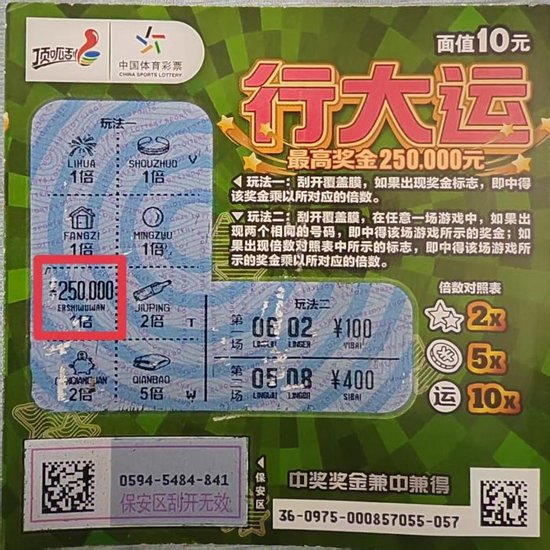 顶呱刮
中国体育彩票
CHINA SPORTS LOTTERY
面值10元
行大运
最高奖金250,000元
玩法一：刮开覆盖膜，如果出现奖金标志，即中得
该奖金乘以所对应的倍数。
玩法二：刮开覆盖膜，在任意一场游戏中，如果出
现两个相同的号码，即中得该场游戏所示的奖金；如
果出现倍数对照表中所示的标志，即中得该场游戏所
示的奖金乘以所对应的倍数。
玩法一
LIHUA
1倍
SHOUZHUO
1倍
V
FANGZI
1倍
MINGZHU
1倍
250,000
ERSHIWUWAN
倍
JIUPING
2倍
T
2倍
QIANBAO
5倍
W
玩法二
第一场
06
LINGLIU
02
LINGER
¥100
YIBAI
第二场
05
LINGWU
08
LINGBA
¥400
SIBAI
倍数对照表
2x
5x
运
10x
0594-5484-841
保安区刮开无效
保安区
中奖奖金兼中兼得
36-0975-000857055-057